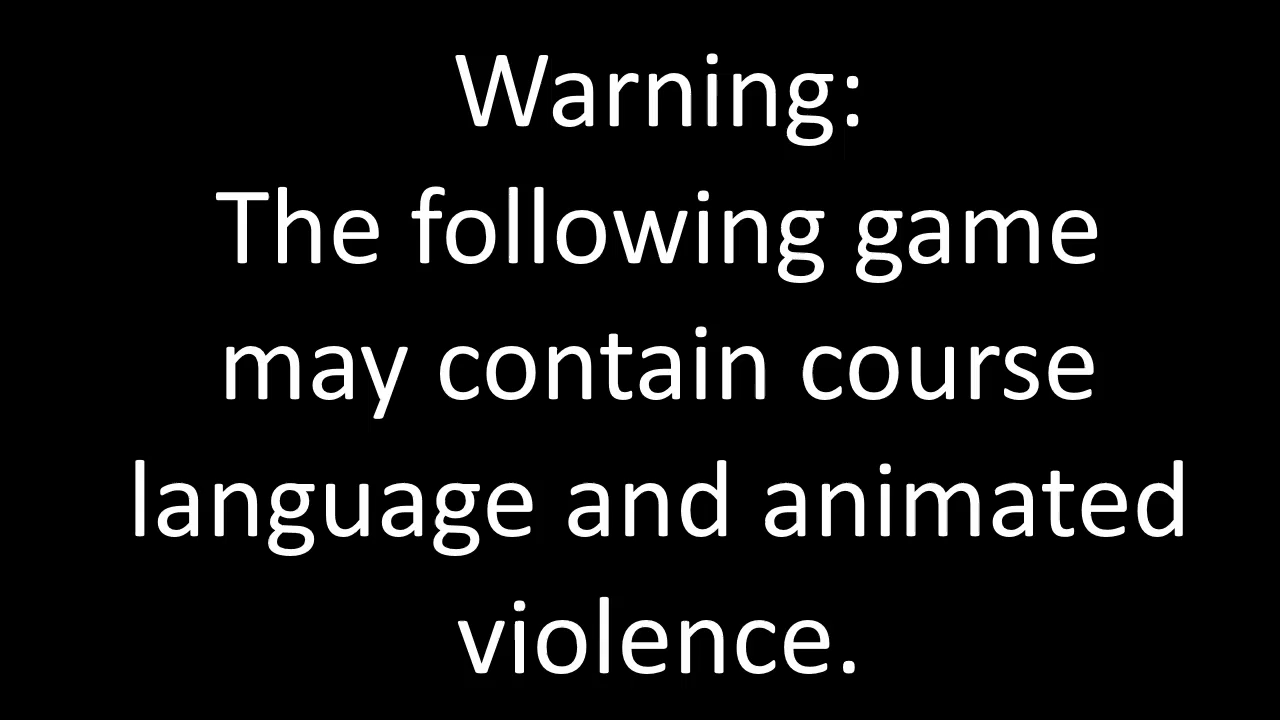 Warning:
The following game
may contain course
language and animated
violence.